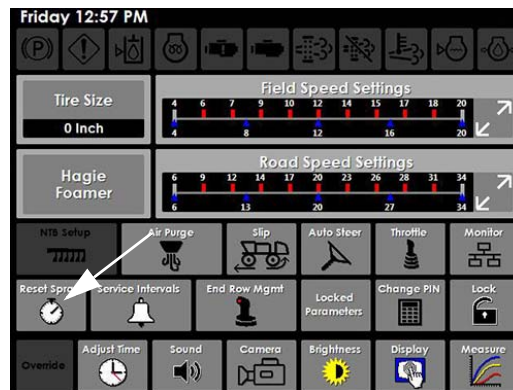 Friday 12:57 PM
(P)
Tire Size
0 Inch
Field Speed Settings
4 6 7 9 10 12 14 15 17 18 20
4 8 12 16 20
Hagie
Foamer
Road Speed Settings
6 9 12 14 17 20 23 26 28 31 34
6 13 20 27 34
NTB Setup
Air Purge
Slip
Auto Steer
Throttle
Monitor
Reset Spra
Service Intervals
End Row Mgmt
Locked
Parameters
Change PIN
Lock
Override
Adjust Time
Sound
Camera
Brightness
Display
Measure